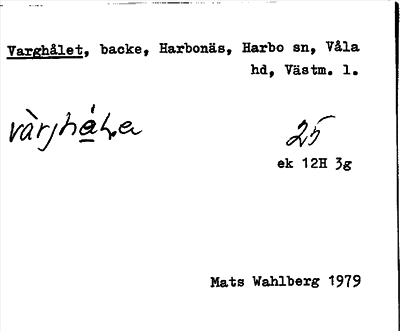 Varghålet, backe, Harbonäs, Harbo sn, Våla
hd, Västm. l.
25
ek 12H 3g
Mats Wahlberg 1979